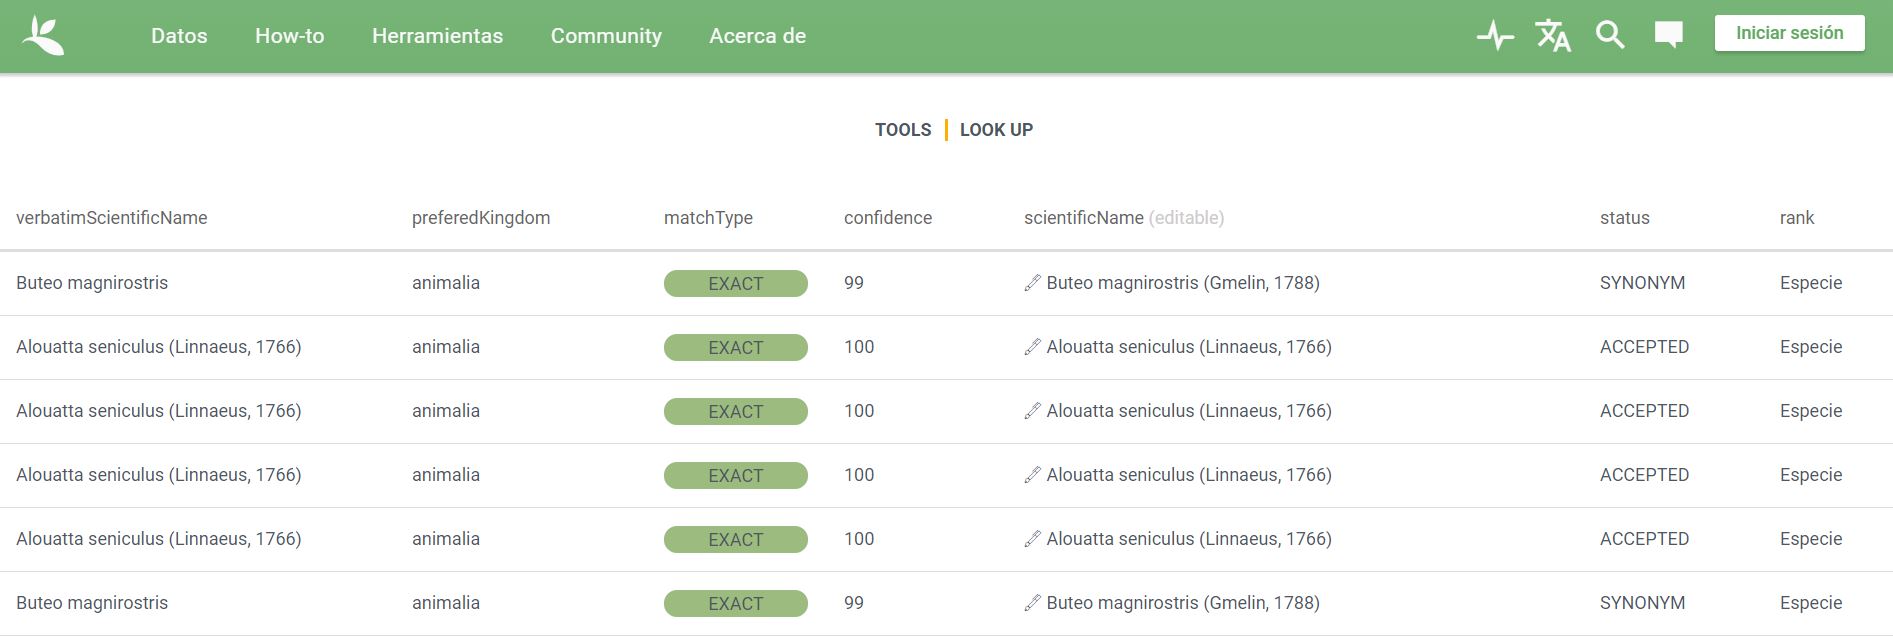 Datos How-to Herramientas Community Acerca de Iniciar sesión
TOOLS LOOK UP
verbatimScientificName preferedKingdom matchType confidence scientificName (editable) status rank
Buteo magnirostris animalia EXACT 99 Buteo magnirostris (Gmelin, 1788) SYNONYM Especie
Alouatta seniculus (Linnaeus, 1766) animalia EXACT 100 Alouatta seniculus (Linnaeus, 1766) ACCEPTED Especie
Alouatta seniculus (Linnaeus, 1766) animalia EXACT 100 Alouatta seniculus (Linnaeus, 1766) ACCEPTED Especie
Alouatta seniculus (Linnaeus, 1766) animalia EXACT 100 Alouatta seniculus (Linnaeus, 1766) ACCEPTED Especie
Alouatta seniculus (Linnaeus, 1766) animalia EXACT 100 Alouatta seniculus (Linnaeus, 1766) ACCEPTED Especie
Buteo magnirostris animalia EXACT 99 Buteo magnirostris (Gmelin, 1788) SYNONYM Especie